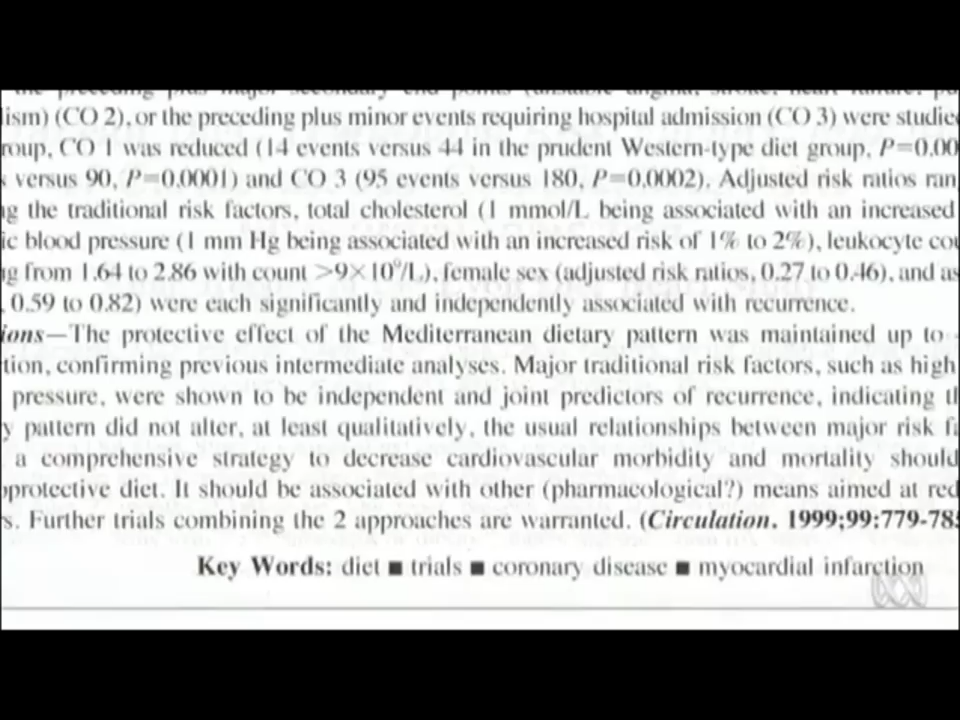 lism) (CO 2), or the preceding plus minor events requiring hospital admission (CO 3) were studie
roup, CO 1 was reduced (14 events versus 44 in the prudent Western-type diet group, P=0.00
s versus 90, P=0.0001) and CO 3 (95 events versus 180, P=0.0002). Adjusted risk ratios ran
ng the traditional risk factors, total cholesterol (1 mmol/L being associated with an increased
ic blood pressure (1 mm Hg being associated with an increased risk of 1% to 2%), leukocyte cou
ng from 1.64 to 2.86 with count >9×10⁹/L), female sex (adjusted risk ratios, 0.27 to 0.46), and as
, 0.59 to 0.82) were each significantly and independently associated with recurrence.
ions—The protective effect of the Mediterranean dietary pattern was maintained up to
tion, confirming previous intermediate analyses. Major traditional risk factors, such as high
pressure, were shown to be independent and joint predictors of recurrence, indicating th
y pattern did not alter, at least qualitatively, the usual relationships between major risk fa
a comprehensive strategy to decrease cardiovascular morbidity and mortality should
oprotective diet. It should be associated with other (pharmacological?) means aimed at red
s. Further trials combining the 2 approaches are warranted. (Circulation. 1999;99:779-785
Key Words: diet ■ trials ■ coronary disease ■ myocardial infarction